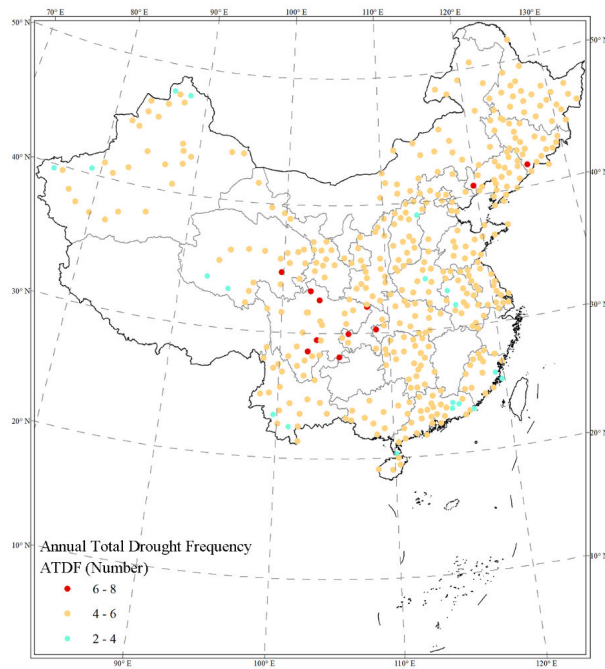 70° E 80° E 90° E 100° E 110° E 120° E 130° E
50° N 50° N
40° N 40° N
30° N 30° N
20° N 20° N
10° N 10° N
Annual Total Drought Frequency
ATDF (Number)
6 - 8
4 - 6
2 - 4
90° E 100° E 110° E 120° E